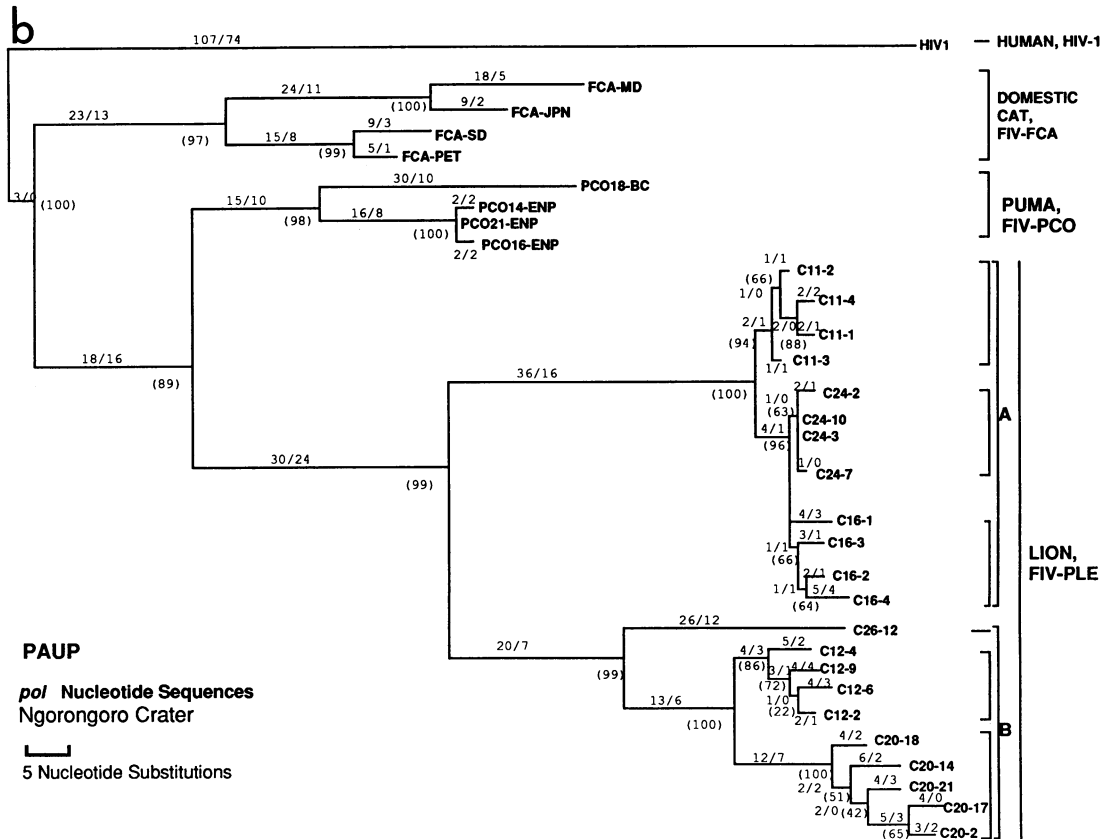 b
107/74
HIV1
HUMAN, HIV-1
18/5
FCA-MD
24/11
(100)
9/2
FCA-JPN
DOMESTIC
CAT,
FIV-FCA
23/13
(97)
9/3
FCA-SD
15/8
(99)
5/1
FCA-PET
(100)
30/10
PCO18-BC
15/10
(98)
2/2
PCO14-ENP
16/8
PCO21-ENP
(100)
PCO16-ENP
2/2
PUMA,
FIV-PCO
1/1
C11-2
(66)
1/0
2/2
C11-4
2/1
2/0
2/1
C11-1
(94)
(88)
C11-3
1/1
18/16
(89)
36/16
(100)
2/1
C24-2
1/0
(63)
C24-10
A
4/1
C24-3
(96)
1/0
C24-7
30/24
(99)
4/3
C16-1
3/1
C16-3
1/1
(66)
2/1
C16-2
1/1
5/4
C16-4
(64)
LION,
FIV-PLE
26/12
C26-12
20/7
(99)
5/2
C12-4
4/3
(86)
3/1
4/4
C12-9
(72)
4/3
C12-6
1/0
(22)
C12-2
2/1
13/6
(100)
B
4/2
C20-18
12/7
(100)
6/2
C20-14
2/2
(51)
4/3
C20-21
2/0
(42)
4/0
C20-17
5/3
(65)
3/2
C20-2
PAUP
pol Nucleotide Sequences
Ngorongoro Crater
5 Nucleotide Substitutions